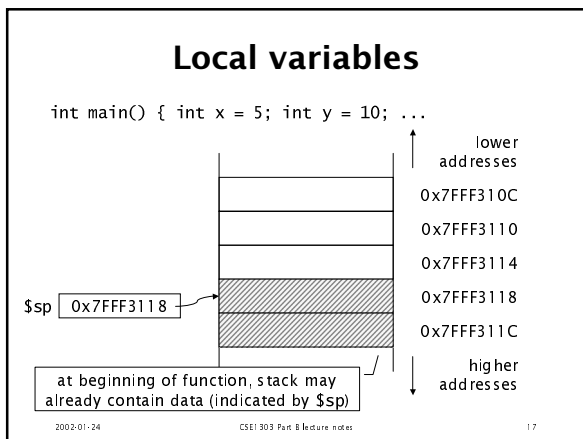 Local variables
int main() { int x = 5; int y = 10; ...
lower
addresses
0x7FFF310C
0x7FFF3110
0x7FFF3114
$sp 0x7FFF3118
0x7FFF3118
0x7FFF311C
higher
addresses
at beginning of function, stack may
already contain data (indicated by $sp)
2002-01-24 CSE1303 Part B lecture notes 17